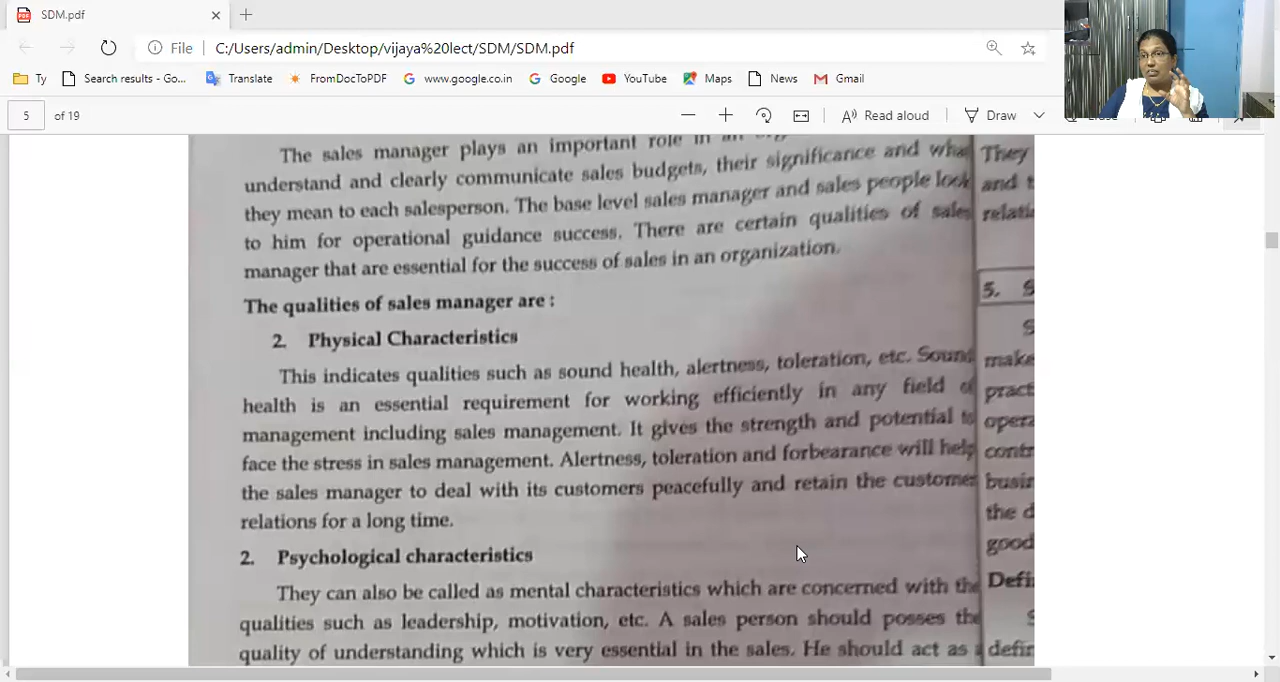 SDM.pdf
File C:/Users/admin/Desktop/vijaya%20lect/SDM/SDM.pdf
Ty Search results - Go... Translate FromDocToPDF www.google.co.in Google YouTube Maps News Gmail
5 of 19 Read aloud Draw
The sales manager plays an important role in an
understand and clearly communicate sales budgets, their significance and
they mean to each salesperson. The base level sales manager and sales people look
to him for operational guidance success. There are certain qualities of sales
manager that are essential for the success of sales in an organization.
The qualities of sales manager are :
2. Physical Characteristics
This indicates qualities such as sound health, alertness, toleration, etc. Sound
health is an essential requirement for working efficiently in any field of
management including sales management. It gives the strength and potential to
face the stress in sales management. Alertness, toleration and forbearance will help
the sales manager to deal with its customers peacefully and retain the customer
relations for a long time.
2. Psychological characteristics
They can also be called as mental characteristics which are concerned with the
qualities such as leadership, motivation, etc. A sales person should posses the
quality of understanding which is very essential in the sales. He should act as
They
and
5. S
S
make
the
good